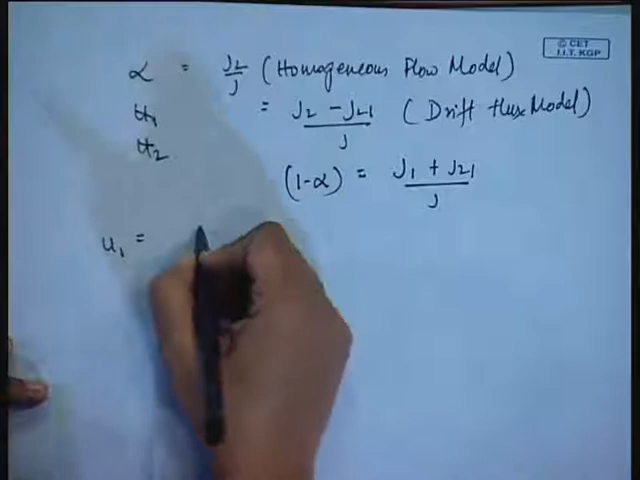 © CET
I.I.T. KGP
α = j2/j (Homogeneous Flow Model)
u1 = (j2 - j21)/j (Drift flux Model)
u2
(1-α) = (j1 + j21)/j
u1 =